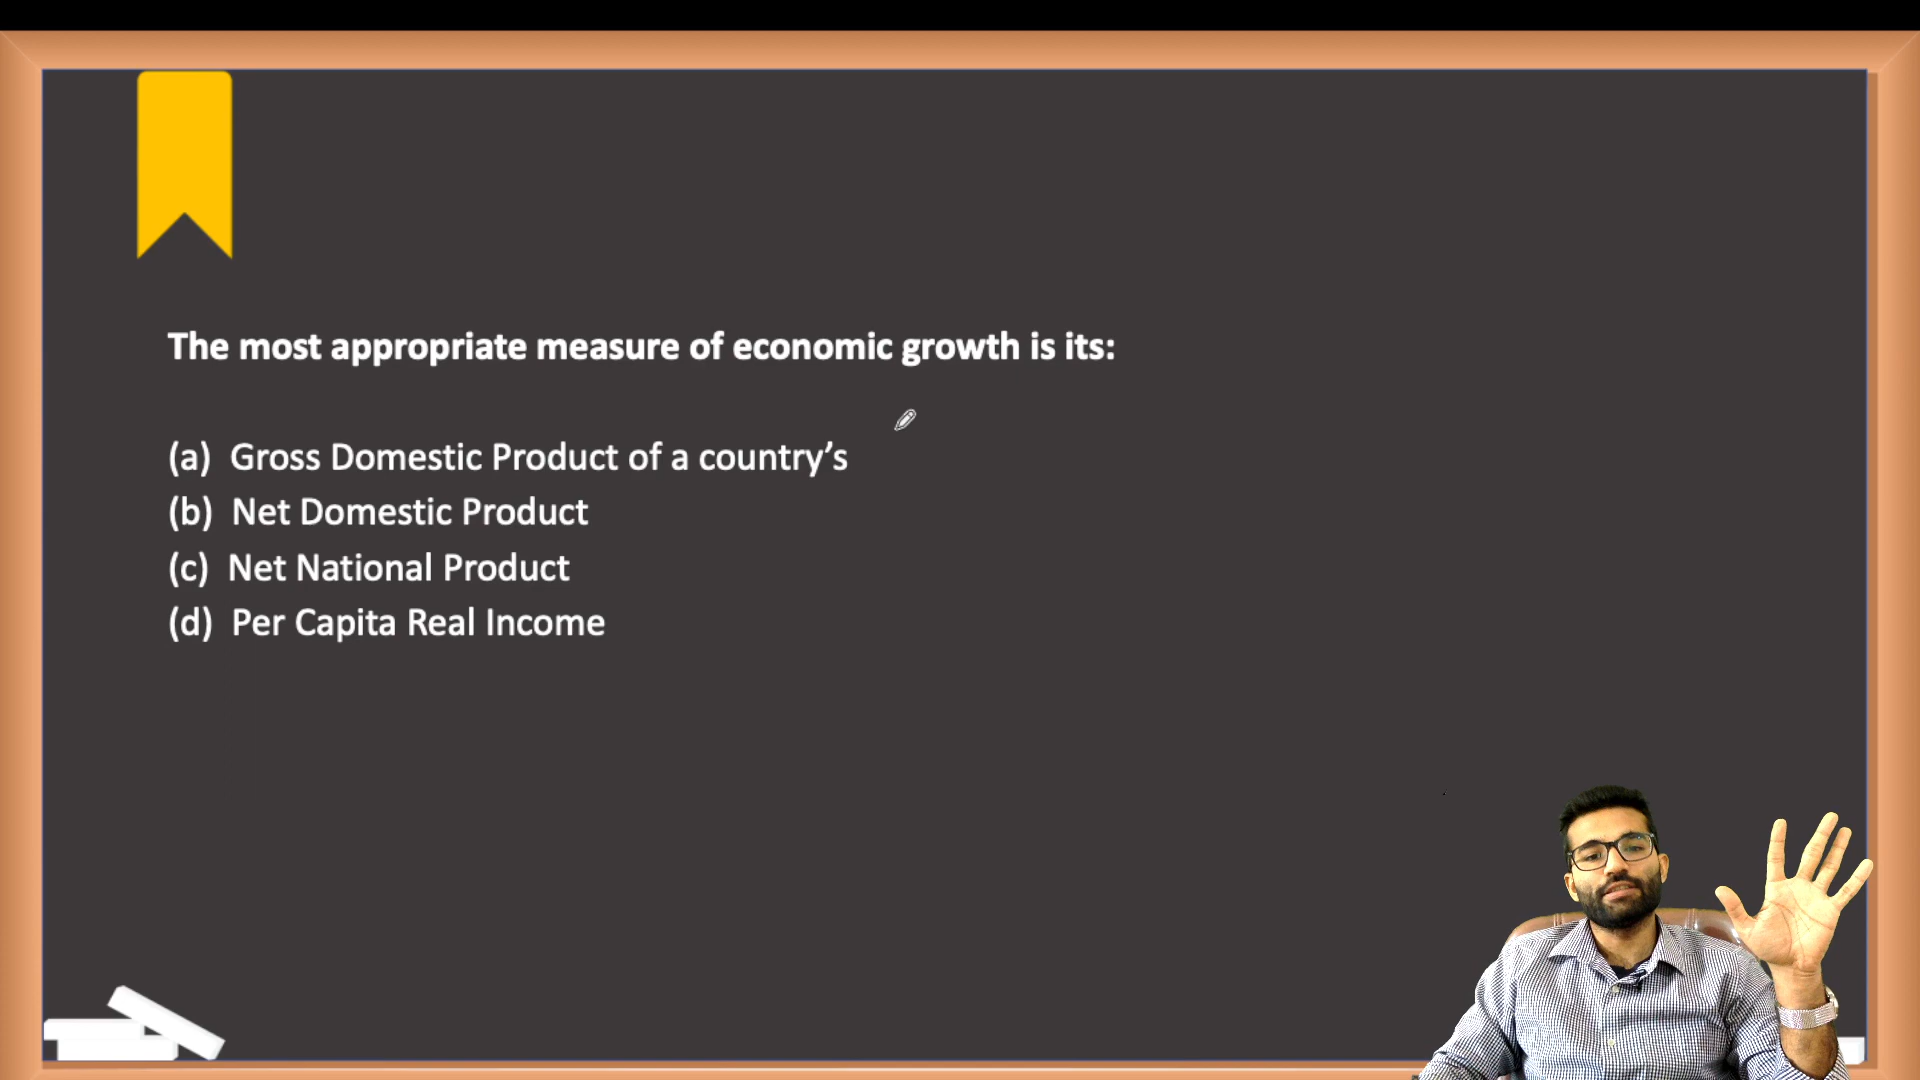 The most appropriate measure of economic growth is its:
(a) Gross Domestic Product of a country’s
(b) Net Domestic Product
(c) Net National Product
(d) Per Capita Real Income